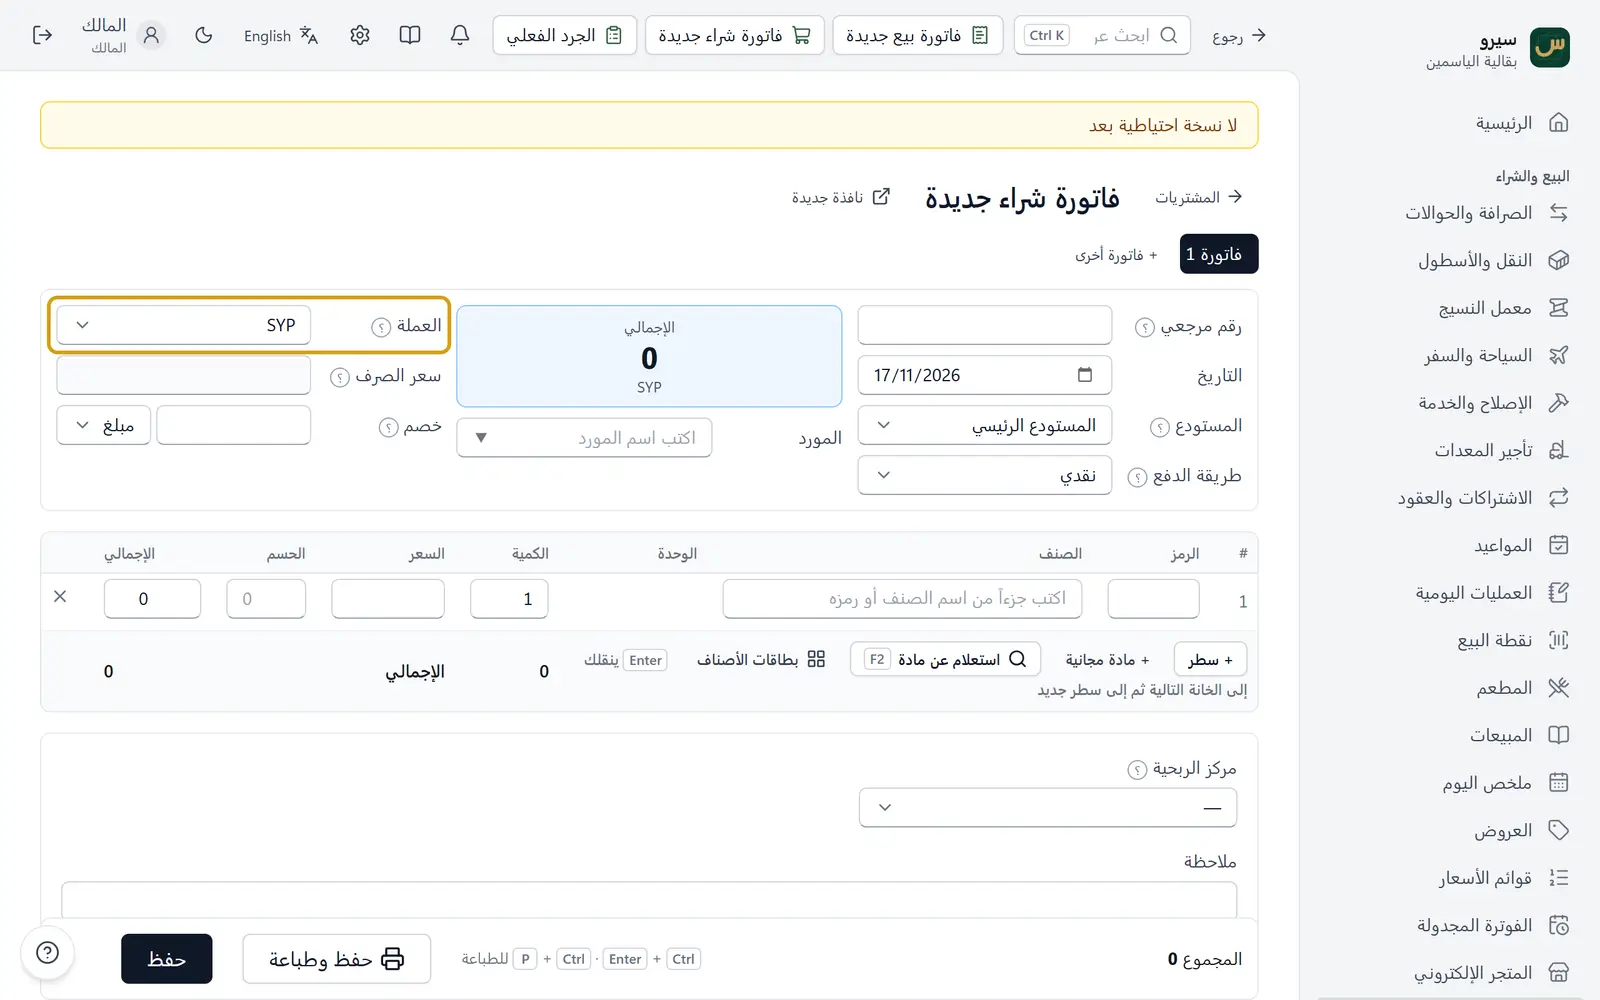 سيرو
بقالية الياسمين
رجوع
ابحث عر
Ctrl K
فاتورة بيع جديدة
فاتورة شراء جديدة
الجرد الفعلي
English
المالك
المالك
الرئيسية
البيع والشراء
الصرافة والحوالات
النقل والأسطول
معمل النسيج
السياحة والسفر
الإصلاح والخدمة
تأجير المعدات
الاشتراكات والعقود
المواعيد
العمليات اليومية
نقطة البيع
المطعم
المبيعات
ملخص اليوم
العروض
قوائم الأسعار
الفوترة المجدولة
المتجر الإلكتروني
لا نسخة احتياطية بعد
المشتريات
فاتورة شراء جديدة
نافذة جديدة
فاتورة 1
+ فاتورة أخرى
رقم مرجعي ؟
التاريخ
17/11/2026
المستودع ؟
المستودع الرئيسي
طريقة الدفع ؟
نقدي
الإجمالي
0
SYP
المورد
اكتب اسم المورد
العملة ؟
SYP
سعر الصرف ؟
خصم ؟
مبلغ
# الرمز الصنف الوحدة الكمية السعر الحسم الإجمالي
1 اكتب جزءاً من اسم الصنف أو رمزه 1 0 0
+ سطر
+ مادة مجانية
استعلام عن مادة F2
بطاقات الأصناف
Enter ينقلك
إلى الخانة التالية ثم إلى سطر جديد
0 الإجمالي 0
مركز الربحية ؟
—
ملاحظة
المجموع 0
Ctrl + Enter · Ctrl + P للطباعة
حفظ وطباعة
حفظ